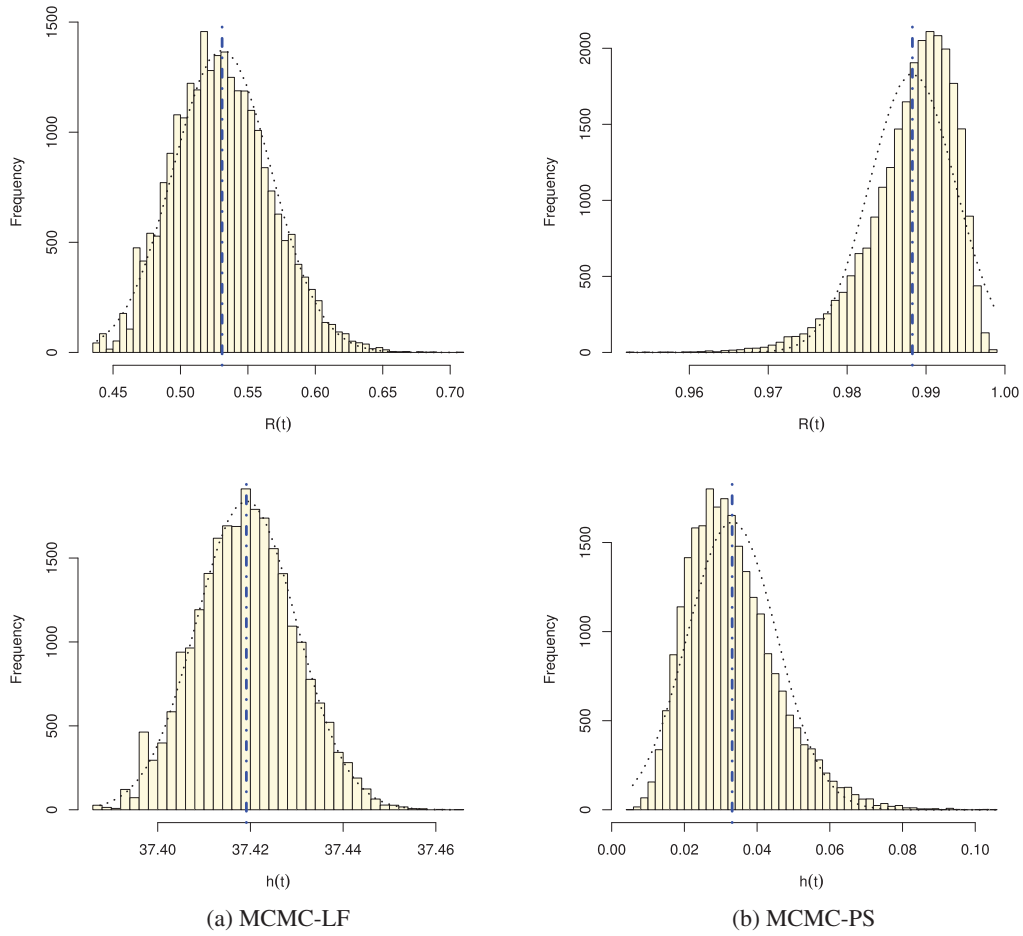 1500
1000
500
0
Frequency
0.45 0.50 0.55 0.60 0.65 0.70
R(t)
2000
1500
1000
500
0
Frequency
0.96 0.97 0.98 0.99 1.00
R(t)
1500
1000
500
0
Frequency
37.40 37.42 37.44 37.46
h(t)
1500
1000
500
0
Frequency
0.00 0.02 0.04 0.06 0.08 0.10
h(t)
(a) MCMC-LF
(b) MCMC-PS